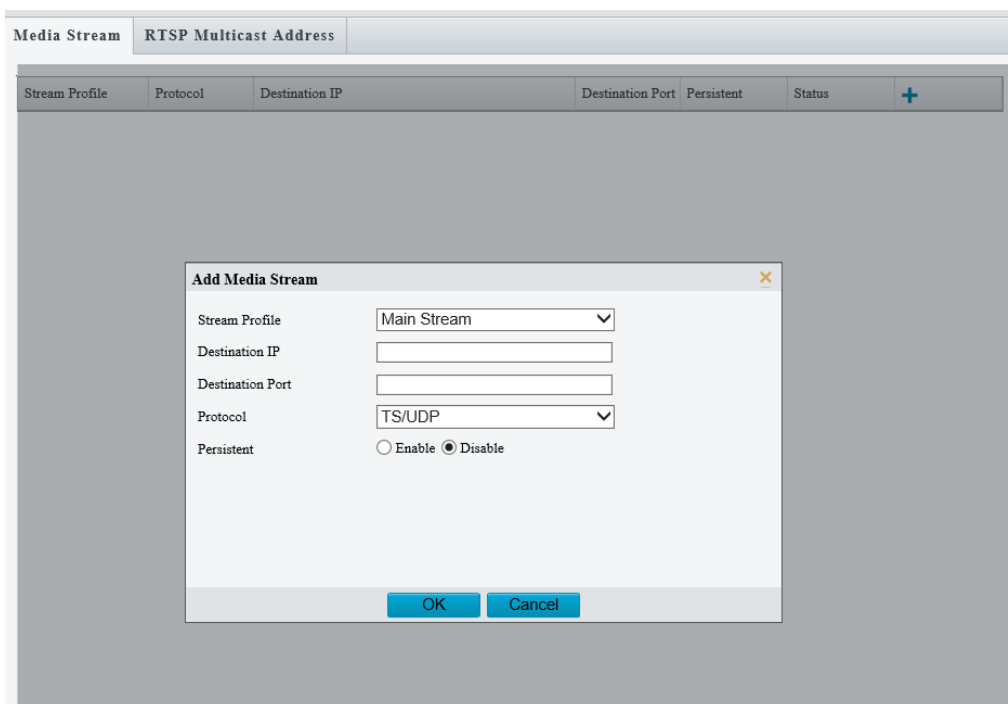 Media Stream RTSP Multicast Address
Stream Profile Protocol Destination IP Destination Port Persistent Status
Add Media Stream
Stream Profile Main Stream
Destination IP
Destination Port
Protocol TS/UDP
Persistent Enable Disable
OK Cancel